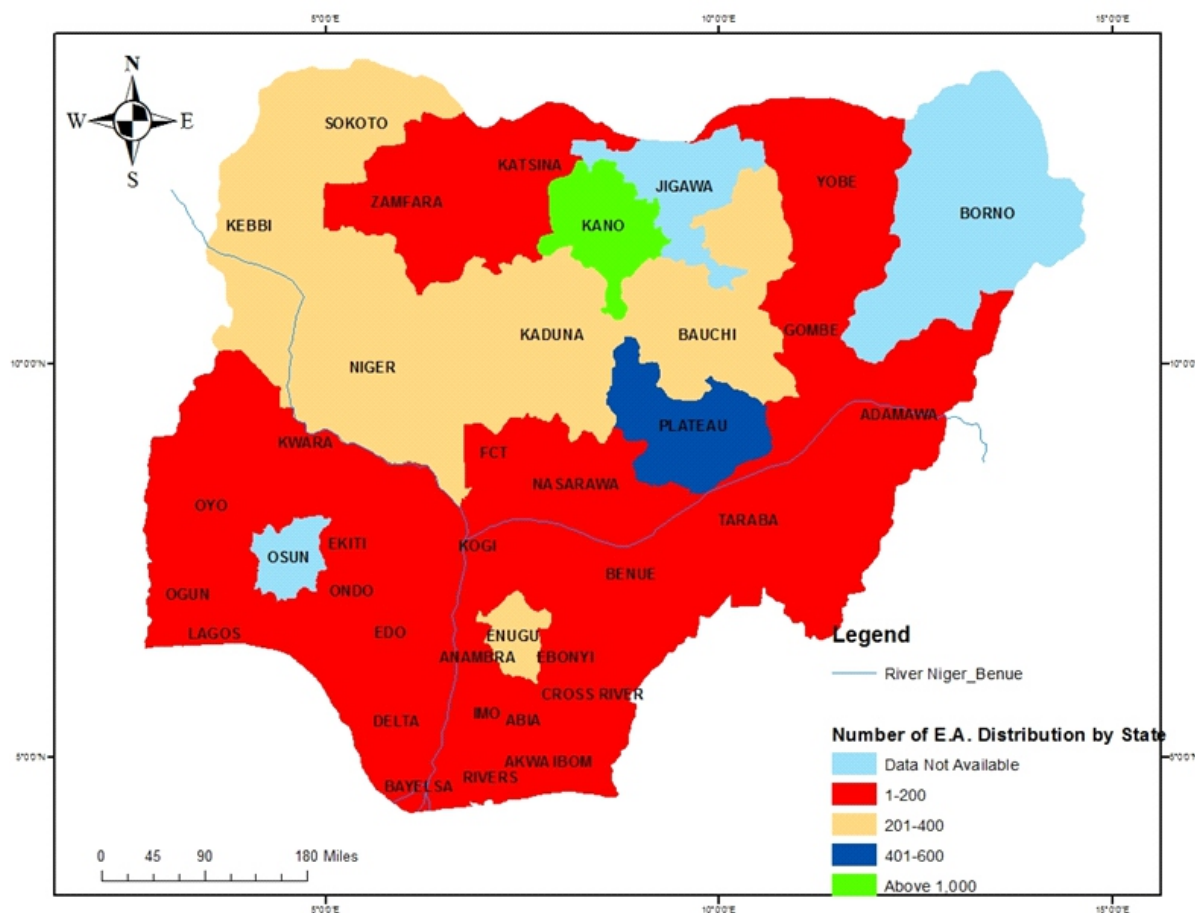 5°0'0"E 10°0'0"E 15°0'0"E
N
W E
S
SOKOTO
KATSINA
ZAMFARA
JIGAWA
YOBE
KEBBI
KANO
BORNO
KADUNA
BAUCHI
GOMBE
10°0'0"N 10°0'0"N
NIGER
ADAMAWA
PLATEAU
KWARA
FCT
NASARAWA
OYO
TARABA
EKITI
KOGI
OSUN
BENUE
OGUN
ONDO
LAGOS
EDO
ENUGU
ANAMBRA
EBONYI
CROSS RIVER
IMO
ABIA
DELTA
AKWA IBOM
RIVERS
BAYELSA
Legend
River Niger_Benue
Number of E.A. Distribution by State
5°0'0"N 5°0'0"N
Data Not Available
1-200
201-400
401-600
Above 1,000
0 45 90 180 Miles
5°0'0"E 10°0'0"E 15°0'0"E